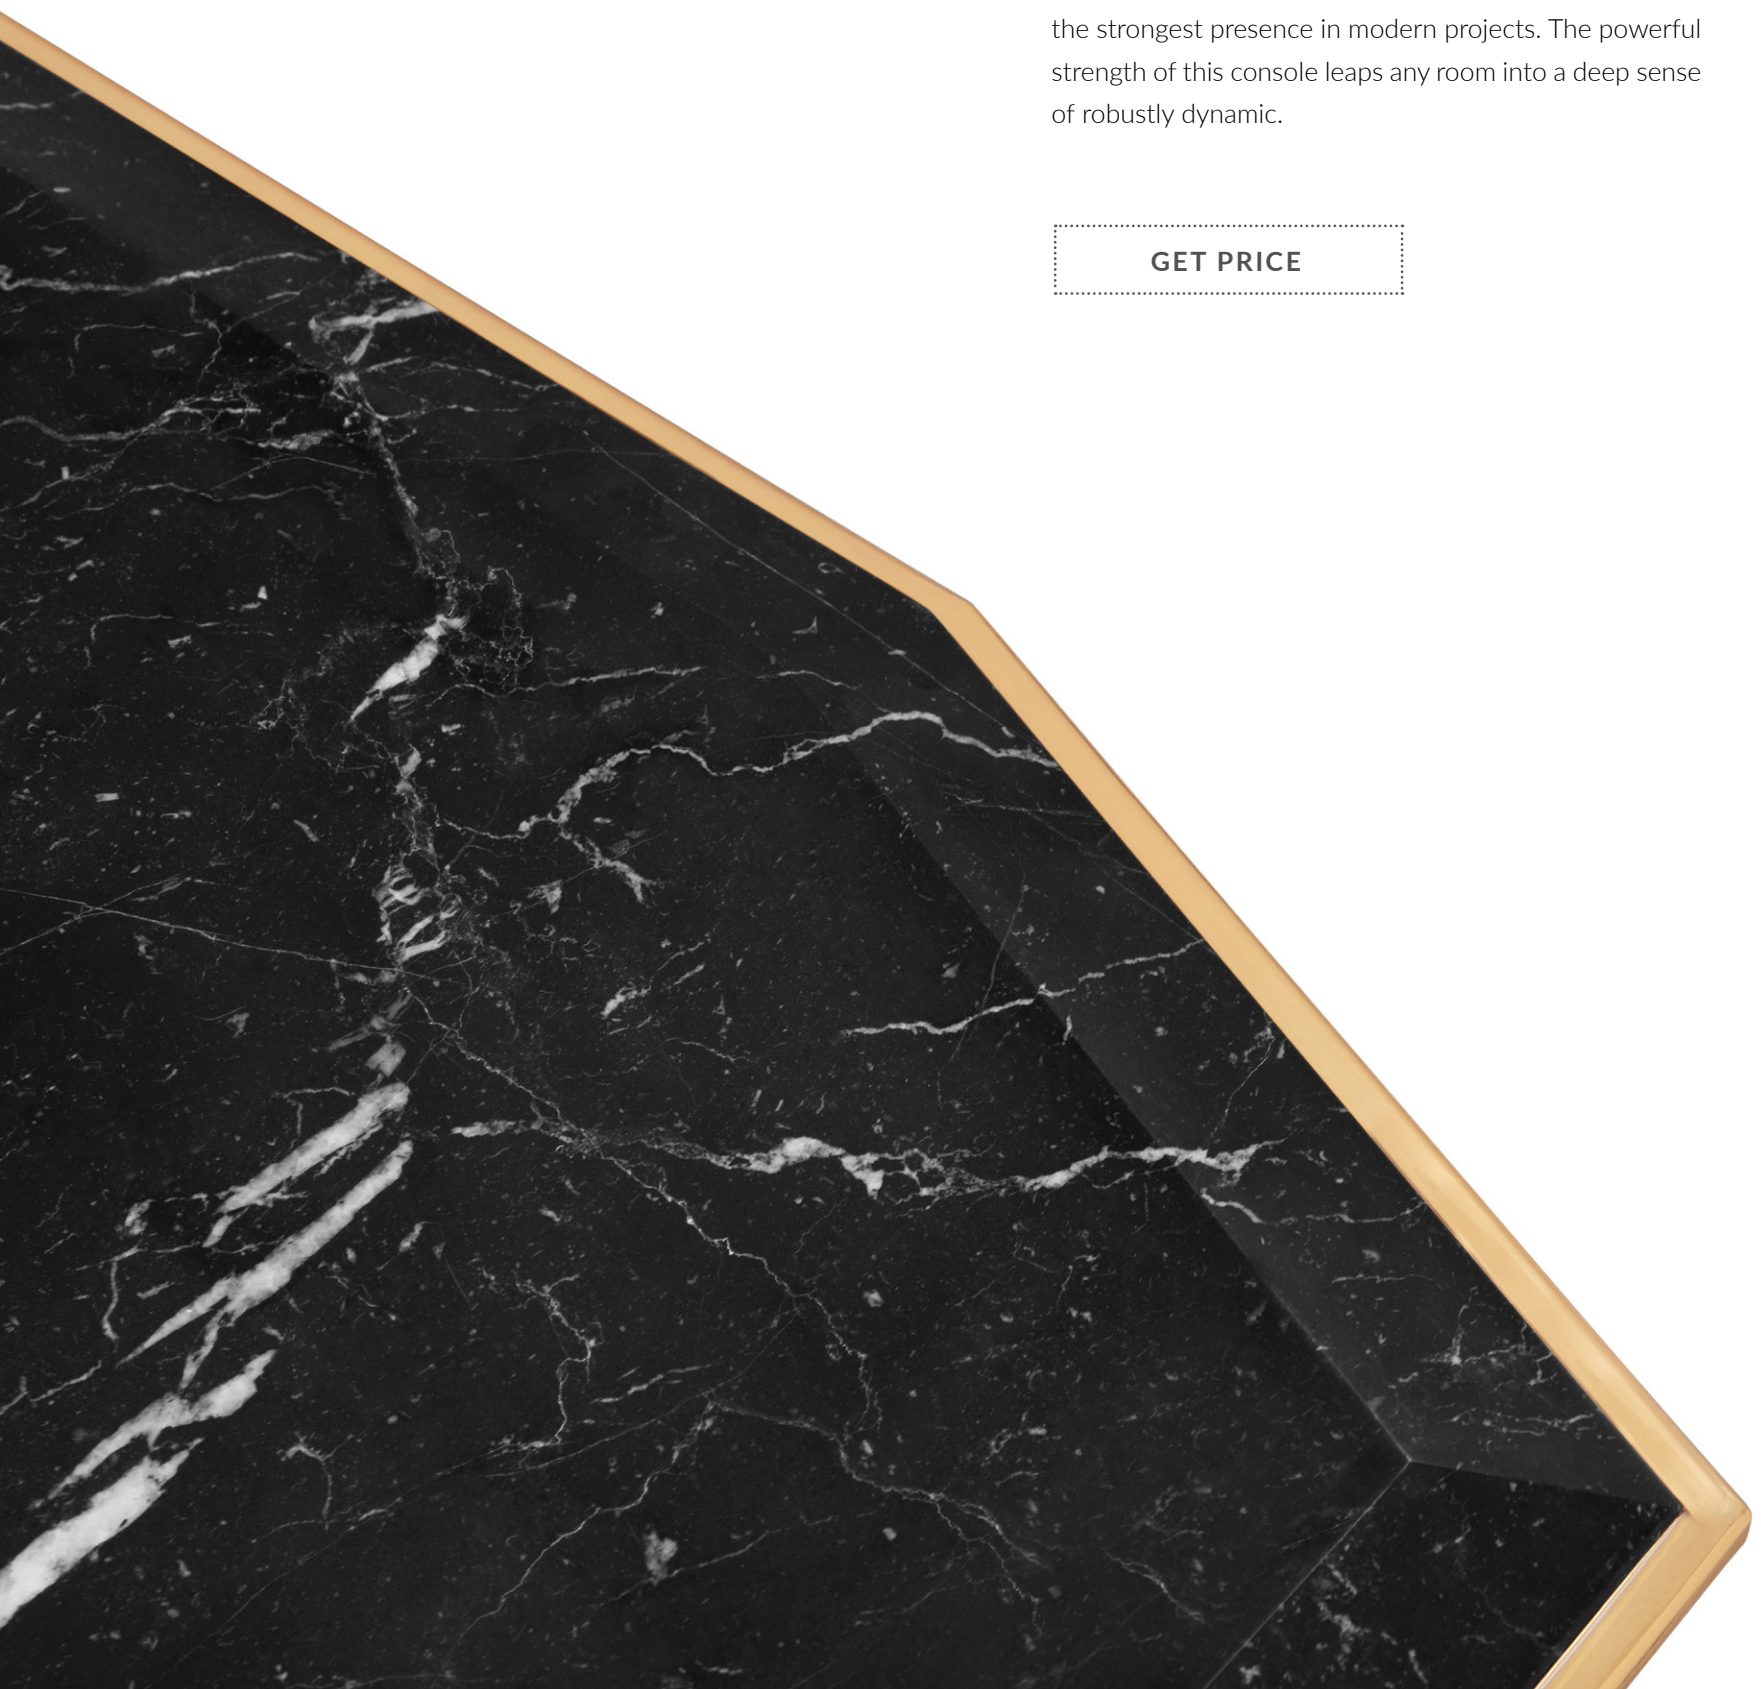 the strongest presence in modern projects. The powerful
strength of this console leaps any room into a deep sense
of robustly dynamic.
GET PRICE